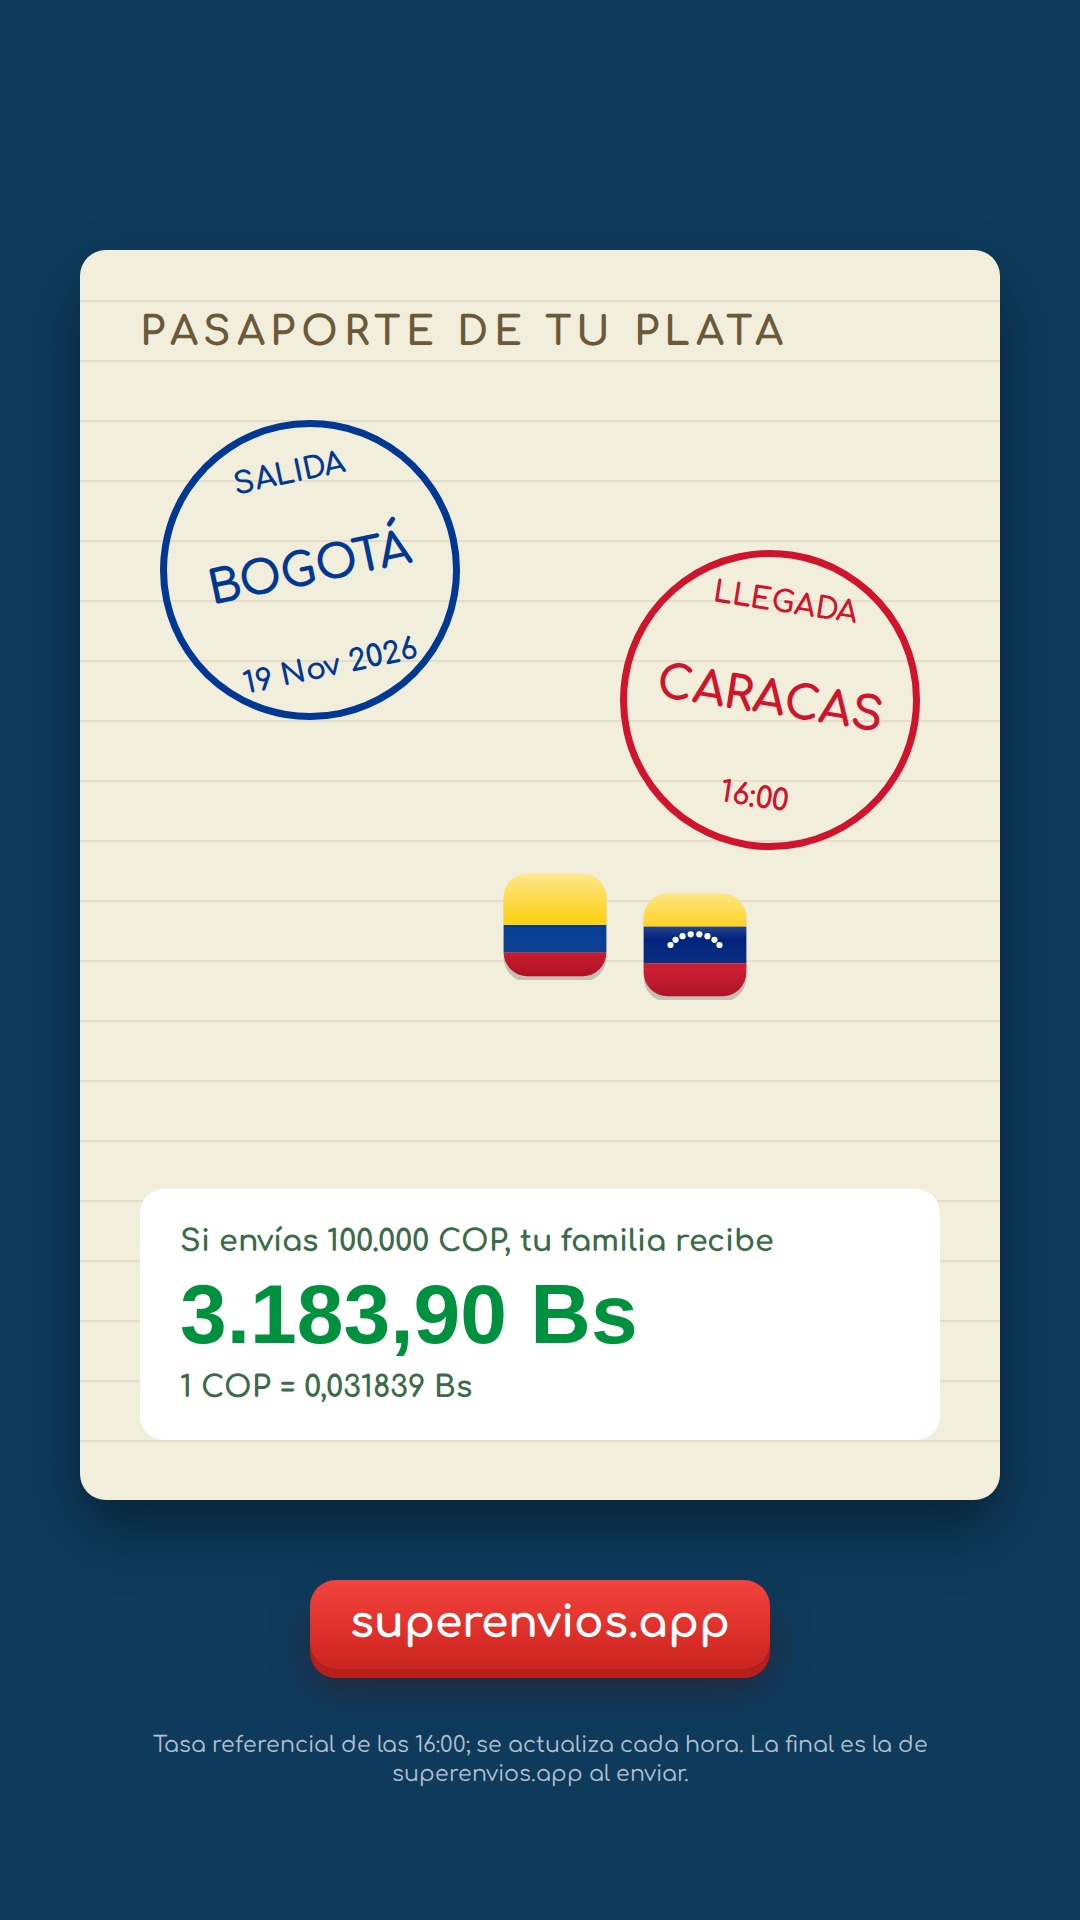 PASAPORTE DE TU PLATA
SALIDA
BOGOTÁ
19 Nov 2026
LLEGADA
CARACAS
16:00
Si envías 100.000 COP, tu familia recibe
3.183,90 Bs
1 COP = 0,031839 Bs
superenvios.app
Tasa referencial de las 16:00; se actualiza cada hora. La final es la de
superenvios.app al enviar.